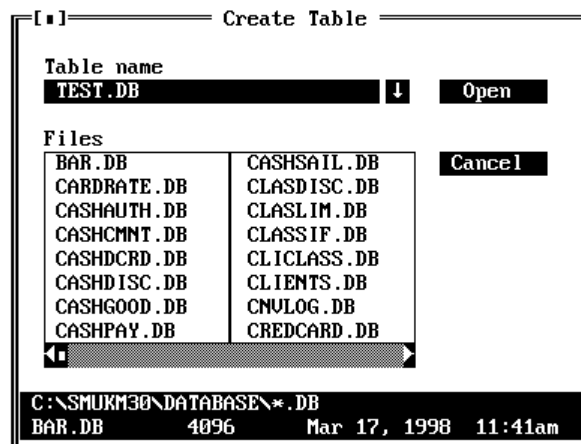 Create Table
Table name
TEST.DB
Open
Files
BAR.DB CASHSAIL.DB
Cancel
CARDRATE.DB CLASDISC.DB
CASHAUTH.DB CLASLIM.DB
CASHCMNT.DB CLASSIF.DB
CASHDCRD.DB CLICLASS.DB
CASHDISC.DB CLIENTS.DB
CASHGOOD.DB CNVLOG.DB
CASHPAY.DB CREDCARD.DB
C:\SMUKM30\DATABASE\*.DB
BAR.DB 4096 Mar 17, 1998 11:41am